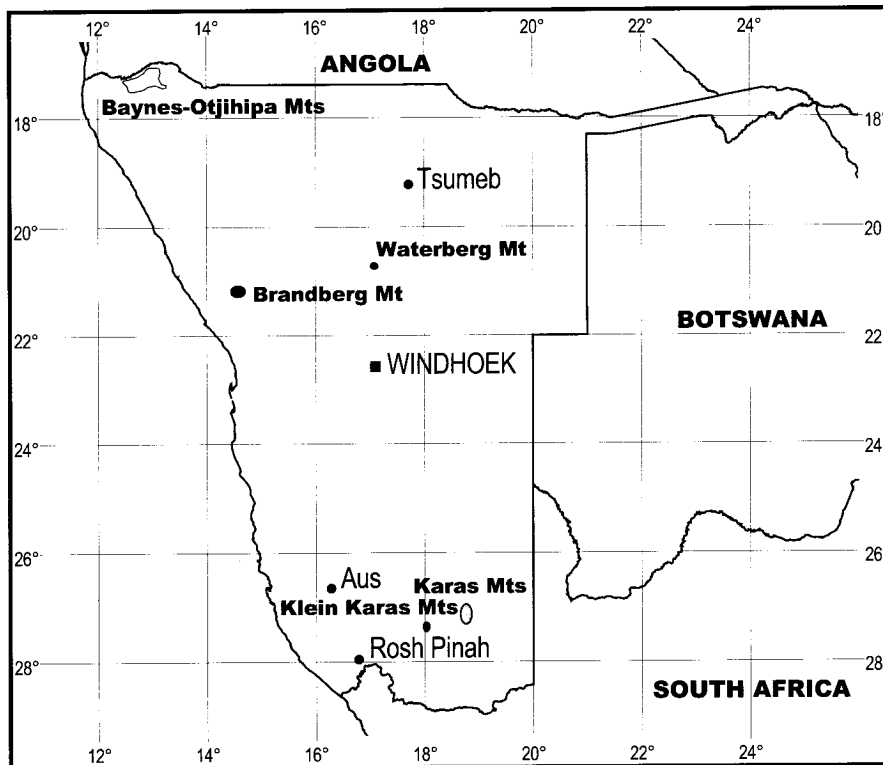 12° 14° 16° 18° 20° 22° 24°
ANGOLA
Baynes-Otjihipa Mts
18° 18°
Tsumeb
20° 20°
Waterberg Mt
Brandberg Mt
BOTSWANA
22° 22°
WINDHOEK
24° 24°
26° 26°
Aus
Karas Mts
Klein Karas Mts
Rosh Pinah
28° 28°
SOUTH AFRICA
12° 14° 16° 18° 20° 22° 24°